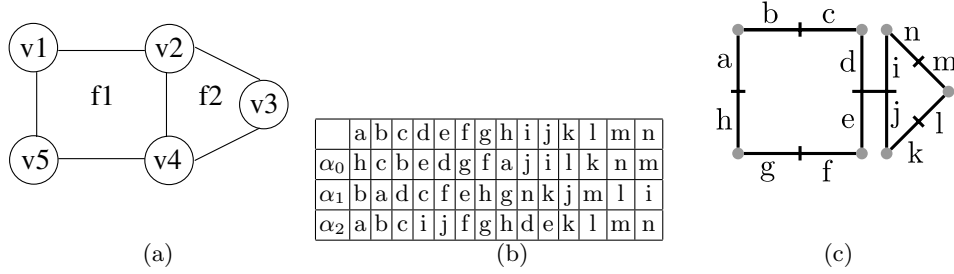 v1 v2
f1 f2 v3
v5 v4
(a)
a b c d e f g h i j k l m n
α0 h c b e d g f a j i l k n m
α1 b a d c f e h g n k j m l i
α2 a b c i j f g h d e k l m n
(b)
b c n
a d i m
h e j l
g f k
(c)